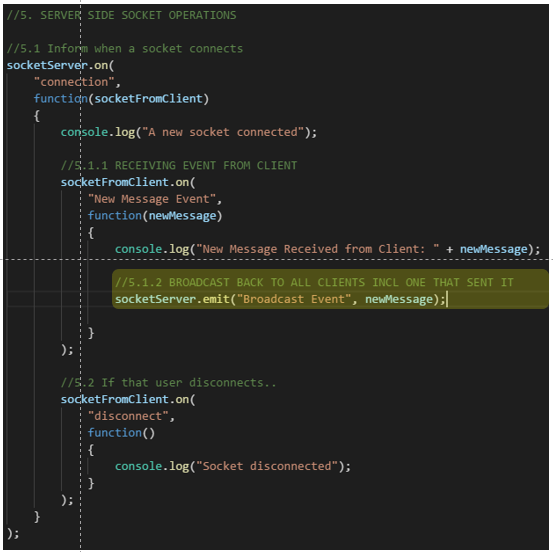 //5. SERVER SIDE SOCKET OPERATIONS
//5.1 Inform when a socket connects
socketServer.on(
"connection",
function(socketFromClient)
{
console.log("A new socket connected");
//5.1.1 RECEIVING EVENT FROM CLIENT
socketFromClient.on(
"New Message Event",
function(newMessage)
{
console.log("New Message Received from Client: " + newMessage);
//5.1.2 BROADCAST BACK TO ALL CLIENTS INCL ONE THAT SENT IT
socketServer.emit("Broadcast Event", newMessage);
}
);
//5.2 If that user disconnects..
socketFromClient.on(
"disconnect",
function()
{
console.log("Socket disconnected");
}
);
}
);